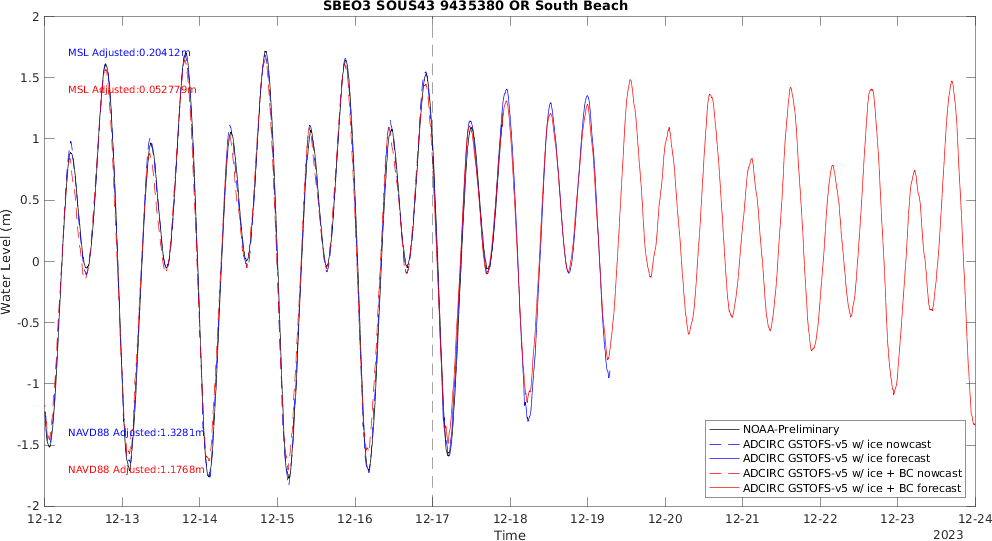 SBEO3 SOUS43 9435380 OR South Beach
2
1.5
1
0.5
0
-0.5
-1
-1.5
-2
Water Level (m)
MSL Adjusted:0.20412m
MSL Adjusted:0.052779m
NAVD88 Adjusted:1.3281m
NAVD88 Adjusted:1.1768m
NOAA-Preliminary
ADCIRC GSTOFS-v5 w/ ice nowcast
ADCIRC GSTOFS-v5 w/ ice forecast
ADCIRC GSTOFS-v5 w/ ice + BC nowcast
ADCIRC GSTOFS-v5 w/ ice + BC forecast
12-12 12-13 12-14 12-15 12-16 12-17 12-18 12-19 12-20 12-21 12-22 12-23 12-24
Time
2023